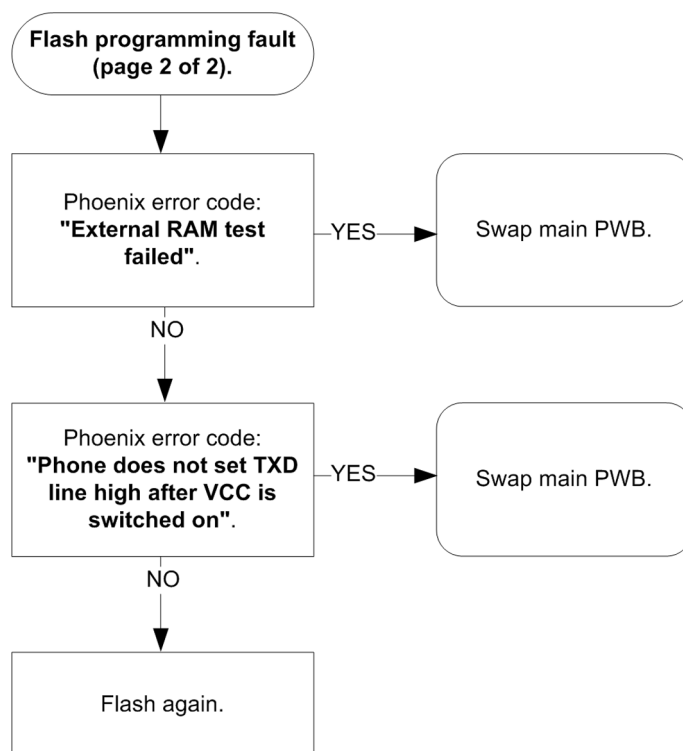 Flash programming fault
(page 2 of 2).
Phoenix error code:
"External RAM test
failed".
YES
Swap main PWB.
NO
Phoenix error code:
"Phone does not set TXD
line high after VCC is
switched on".
YES
Swap main PWB.
NO
Flash again.